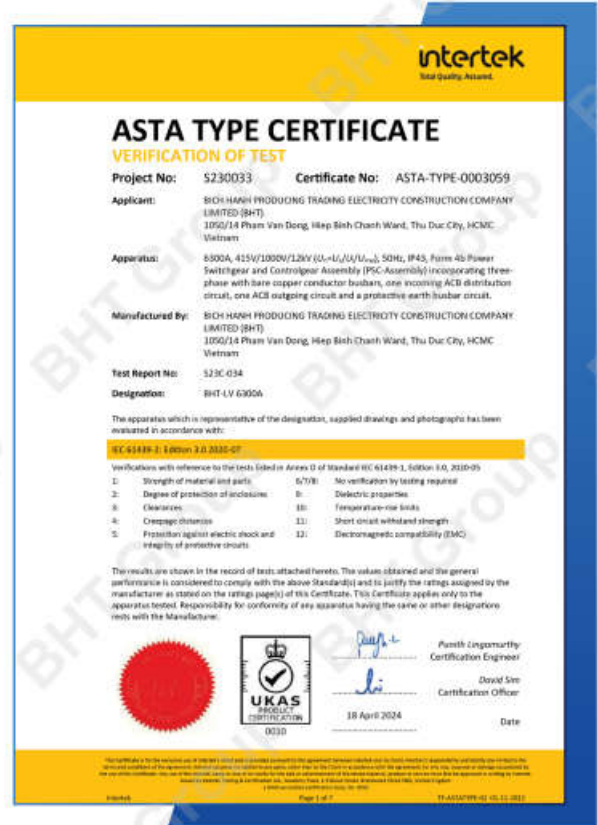 intertek
Total Quality. Assured.
ASTA TYPE CERTIFICATE
VERIFICATION OF TEST
Project No: S230033 Certificate No: ASTA-TYPE-0003059
Applicant: BICH HANH PRODUCING TRADING ELECTRICITY CONSTRUCTION COMPANY
LIMITED (BHT)
1050/14 Pham Van Dong, Hiep Binh Chanh Ward, Thu Duc City, HCMC
Vietnam
Apparatus: 6300A, 415V/1000V/12kV 50Hz, IP43, Form 4b Power
Switchgear and Controlgear Assembly (PSC-Assembly) incorporating three-
phase with bare copper conductor busbars, one incoming ACB distribution
circuit, one ACB outgoing circuit and a protective earth busbar circuit.
Manufactured By: BICH HANH PRODUCING TRADING ELECTRICITY CONSTRUCTION COMPANY
LIMITED (BHT)
1050/14 Pham Van Dong, Hiep Binh Chanh Ward, Thu Duc City, HCMC
Vietnam
Test Report No: S23C-034
Designation: BHT-LV 6300A
The apparatus which is representative of the designation, supplied drawings and photographs has been
evaluated in accordance with:
IEC 61439-2: Edition 3.0 2020-07
Verifications with reference to the tests listed in Annex D of Standard IEC 61439-1, Edition 3.0, 2020-05
1: Strength of material and parts 6/7/8: No verification by testing required
2: Degree of protection of enclosures 9: Dielectric properties
3: Clearances 10: Temperature-rise limits
4: Creepage distances 11: Short circuit withstand strength
5: Protection against electric shock and 12: Electromagnetic compatibility (EMC)
integrity of protective circuits
The results are shown in the record of tests attached hereto. The values obtained and the general
performance is considered to comply with the above Standard(s) and to justify the ratings assigned by the
manufacturer as stated on the ratings page(s) of this Certificate. This Certificate applies only to the
apparatus tested. Responsibility for conformity of any apparatus having the same or other designations
rests with the Manufacturer.
Punith Lingamurthy
Certification Engineer
David Sim
Certification Officer
UKAS
PRODUCT
CERTIFICATION
0010
18 April 2024
Date
Intertek Page 1 of 7
BHT Group